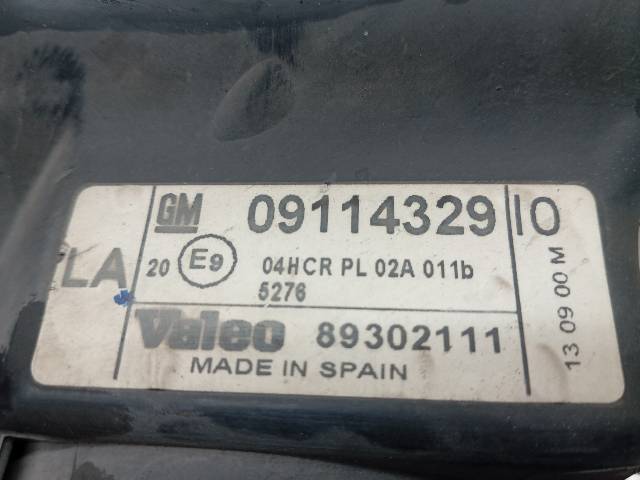 LA
GM 09114329
20 E9 04HCR PL 02A 011b
5276
Valeo 89302111
MADE IN SPAIN
IO
13 09 00 M